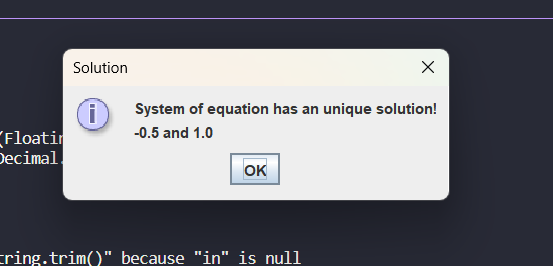 Solution
System of equation has an unique solution!
-0.5 and 1.0
OK
(Floatin
Decimal.
tring.trim()" because "in" is null